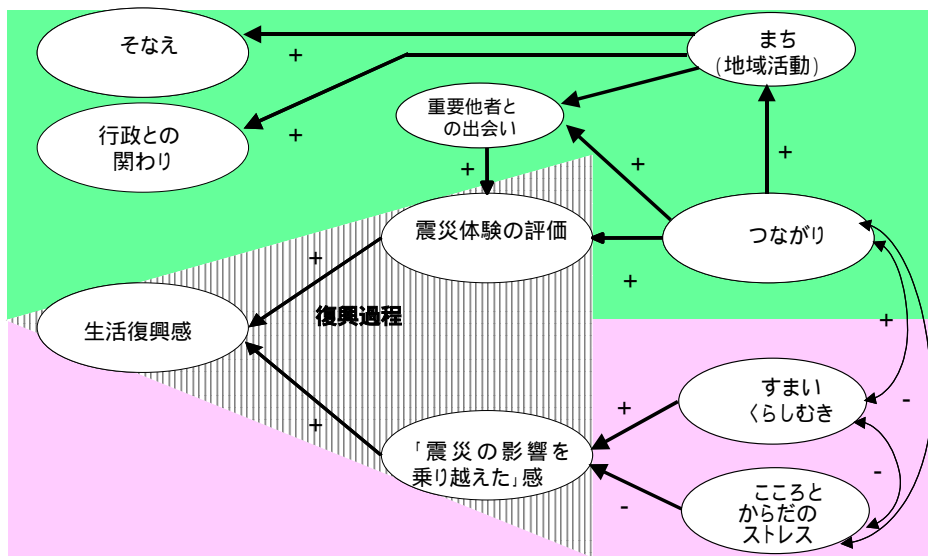 そなえ
+
まち
(地域活動)
行政との
関わり
+
重要他者と
の出会い
+
+
+
震災体験の評価
つながり
+
+
復興過程
生活復興感
+
+
「震災の影響を
乗り越えた」感
+
-
すまい
くらしむき
-
-
こころと
からだの
ストレス